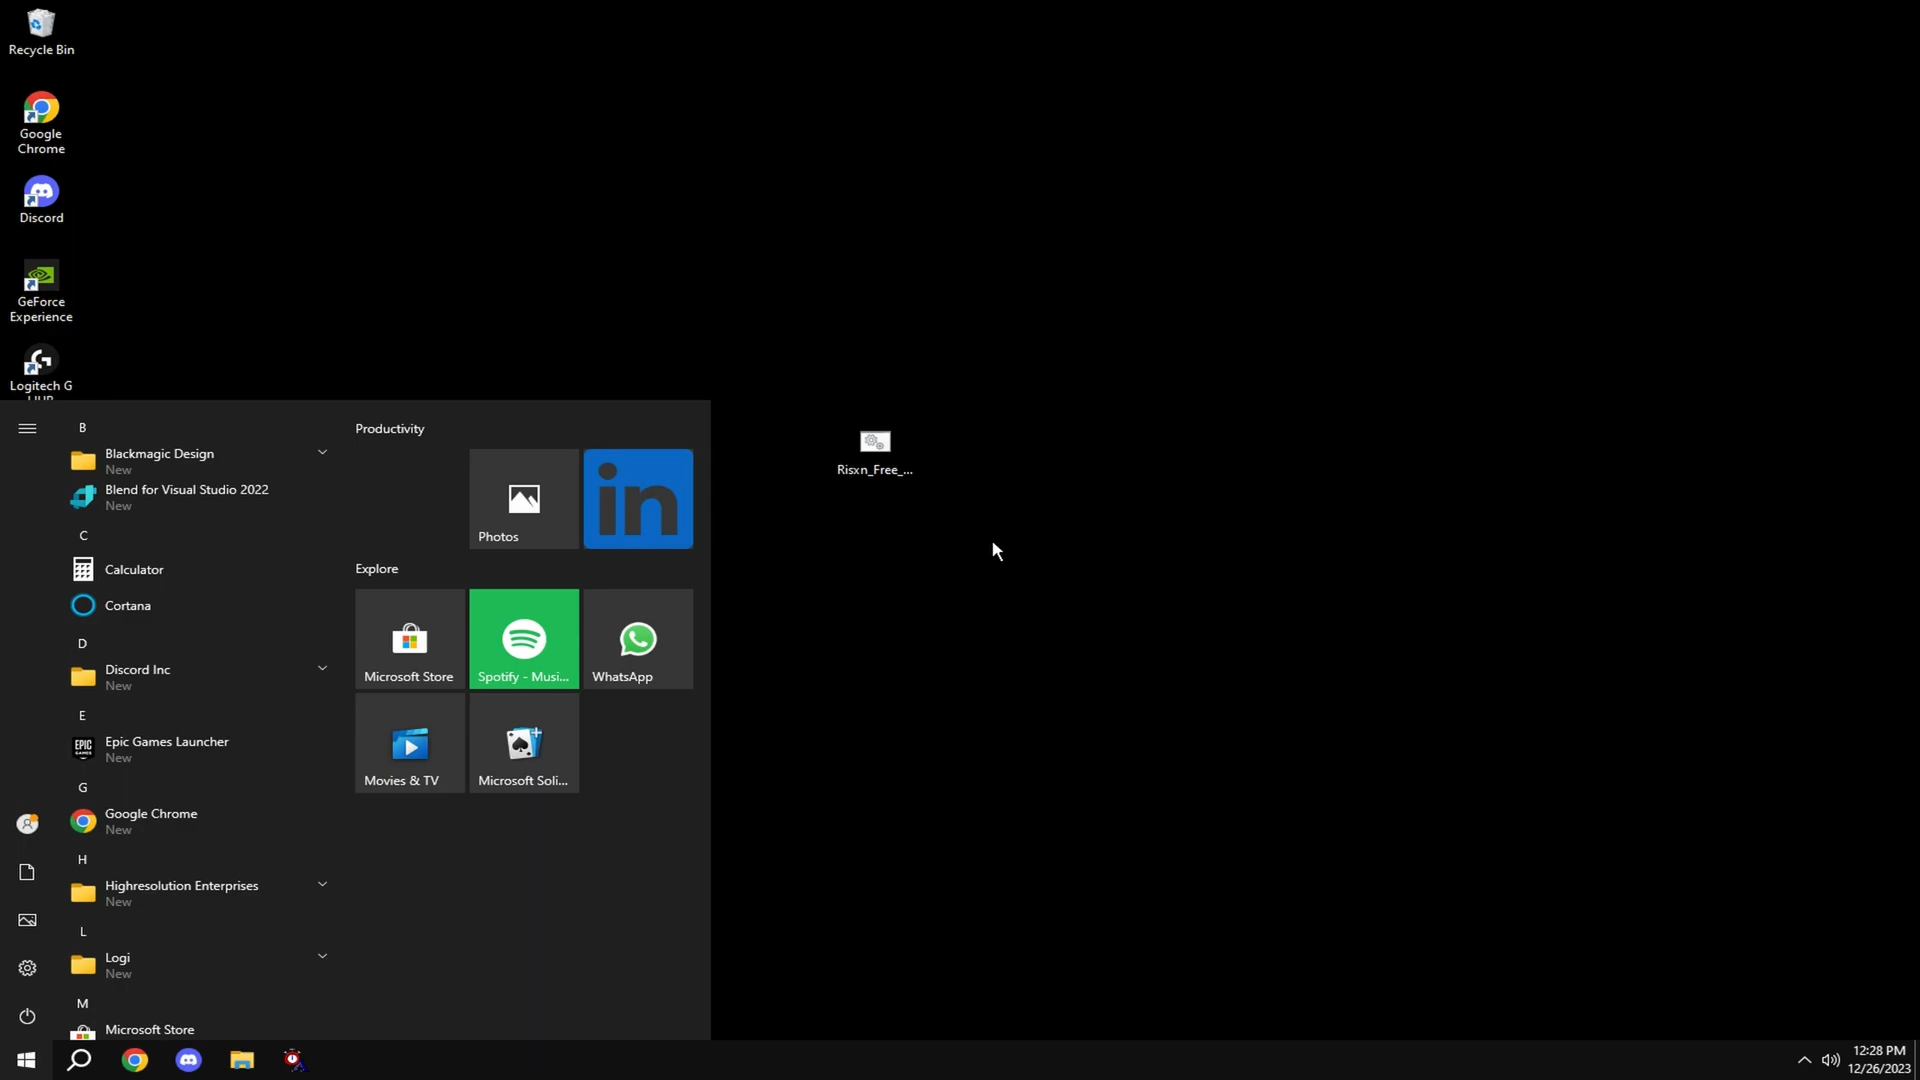 Recycle Bin
Google
Chrome
Discord
GeForce
Experience
Logitech G
B
Blackmagic Design
New
Blend for Visual Studio 2022
New
C
Calculator
Cortana
D
Discord Inc
New
E
Epic Games Launcher
New
G
Google Chrome
New
H
Highresolution Enterprises
New
L
Logi
New
M
Microsoft Store
Productivity
Photos
in
Explore
Microsoft Store
Spotify - Musi...
WhatsApp
Movies & TV
Microsoft Soli...
Risxn_Free_...
12:28 PM
12/26/2023